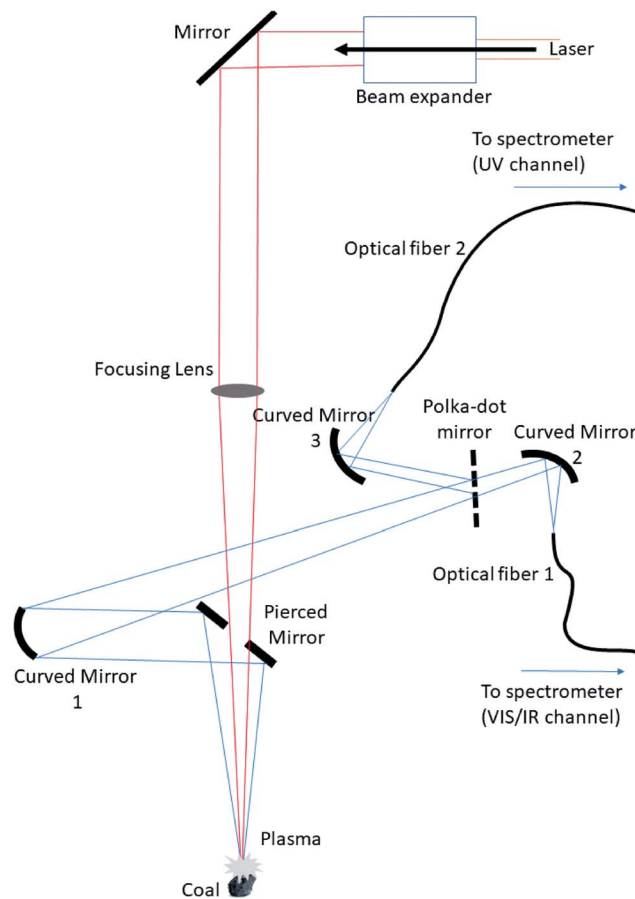 Mirror
Laser
Beam expander
To spectrometer
(UV channel)
Optical fiber 2
Focusing Lens
Curved Mirror
3
Polka-dot
mirror
Curved Mirror
2
Optical fiber 1
Pierced
Mirror
Curved Mirror
1
To spectrometer
(VIS/IR channel)
Plasma
Coal